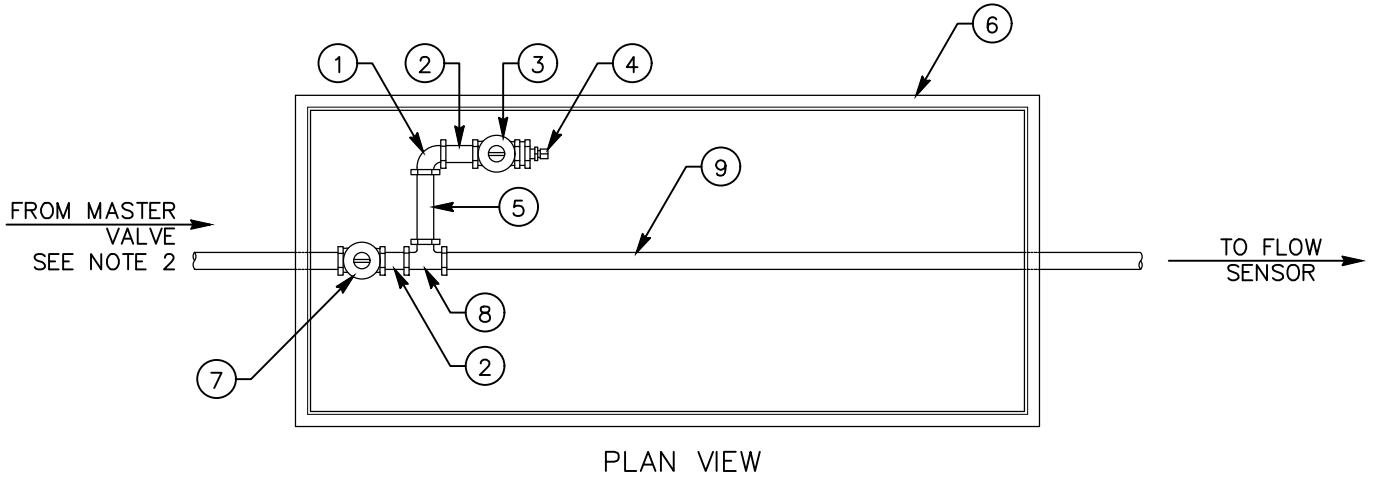 6
1
2
3
4
9
5
FROM MASTER
VALVE
SEE NOTE 2
TO FLOW
SENSOR
8
2
7
PLAN VIEW